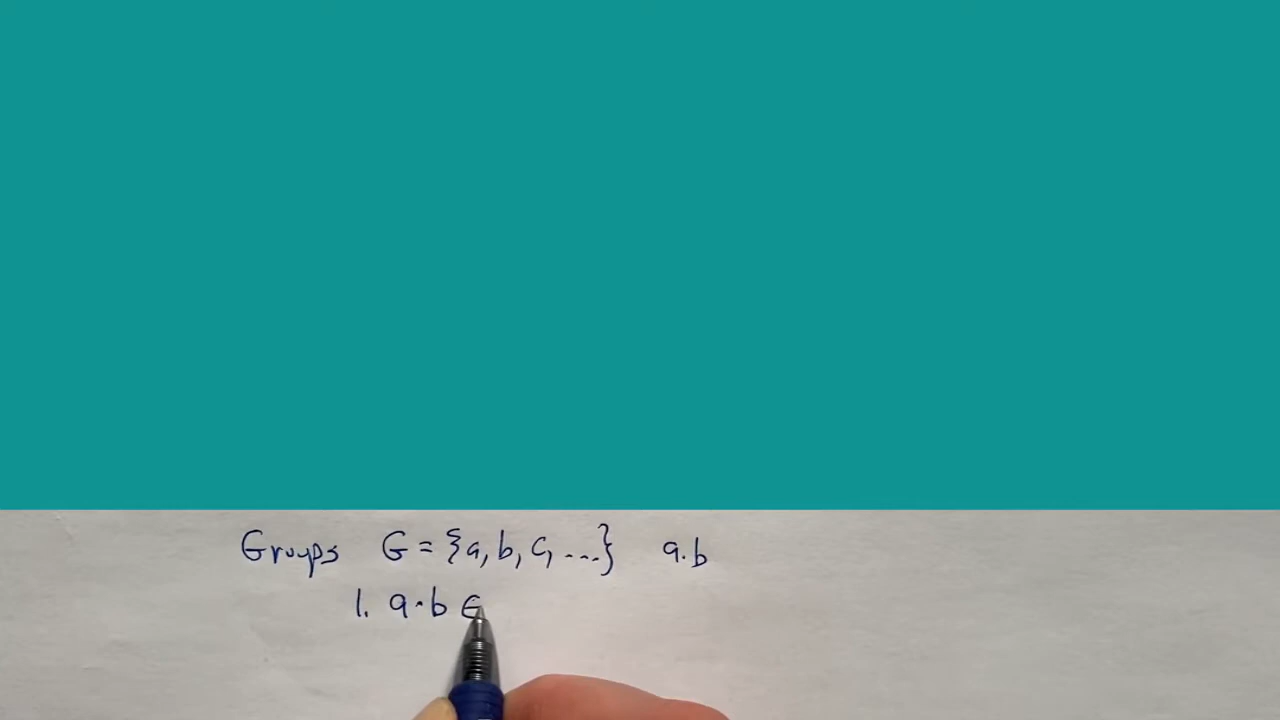 Groups G = {a, b, c, ...} a.b
1. a·b ∈